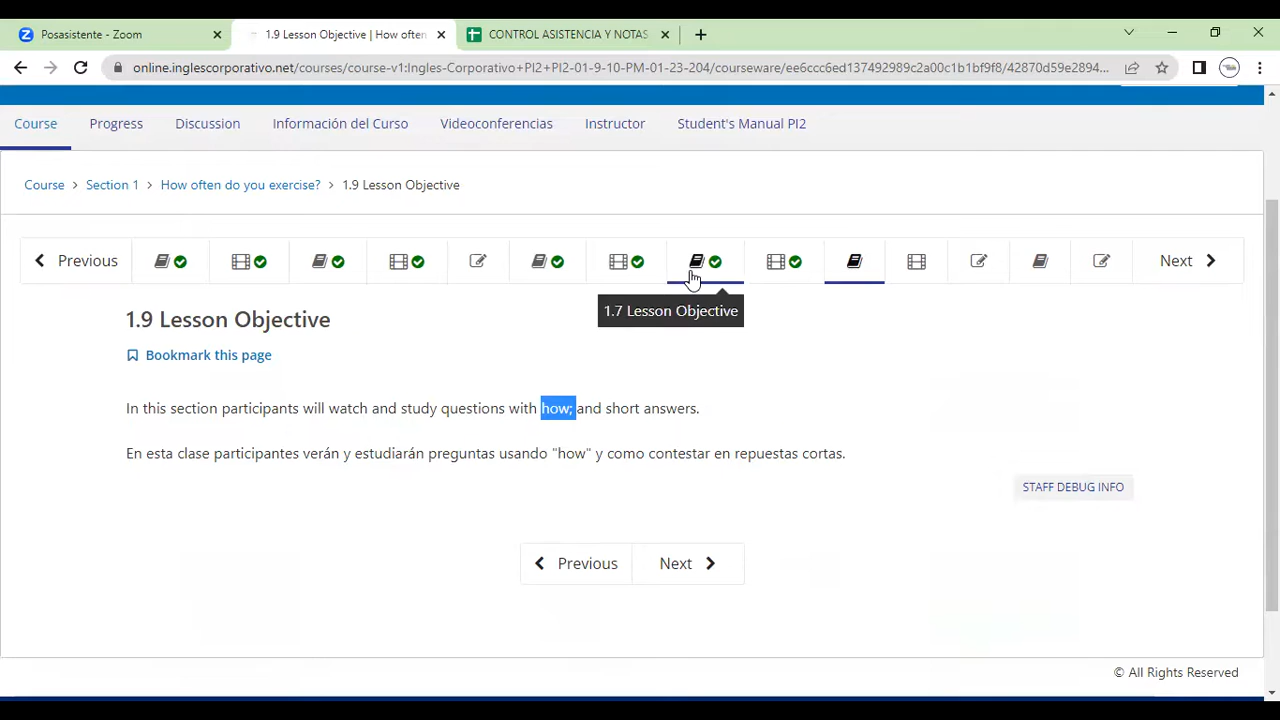 Posasistente - Zoom
1.9 Lesson Objective | How often
CONTROL ASISTENCIA Y NOTAS
online.inglescorporativo.net/courses/course-v1:Ingles-Corporativo+PI2+PI2-01-9-10-PM-01-23-204/courseware/ee6ccc6ed137492989c2a00c1b1bf9f8/42870d59e2894...
Course Progress Discussion Información del Curso Videoconferencias Instructor Student's Manual PI2
Course > Section 1 > How often do you exercise? > 1.9 Lesson Objective
Previous Next
1.7 Lesson Objective
1.9 Lesson Objective
Bookmark this page
In this section participants will watch and study questions with how; and short answers.
En esta clase participantes verán y estudiarán preguntas usando "how" y como contestar en repuestas cortas.
STAFF DEBUG INFO
Previous Next
© All Rights Reserved